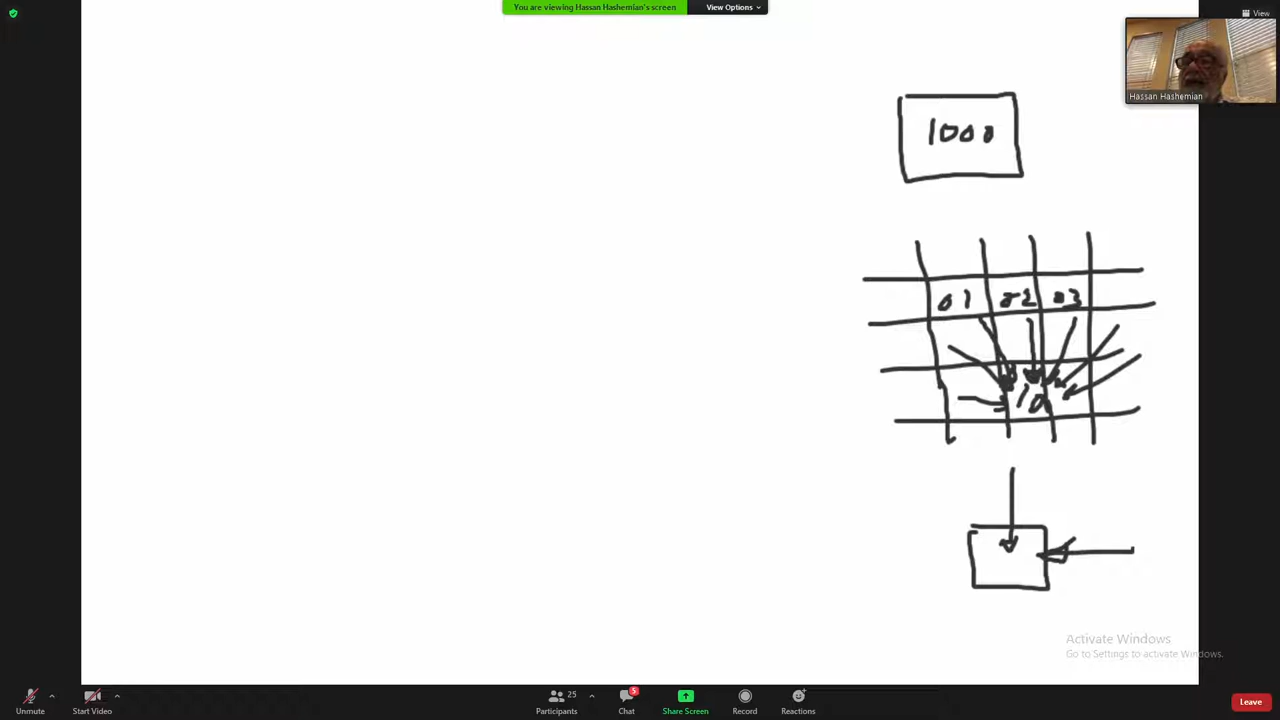 You are viewing Hassan Hashemian's screen
View Options
View
Hassan Hashemian
1000
01 02 03
10
Activate Windows
Go to Settings to activate Windows.
Unmute
Start Video
25
Participants
5
Chat
Share Screen
Record
Reactions
Leave